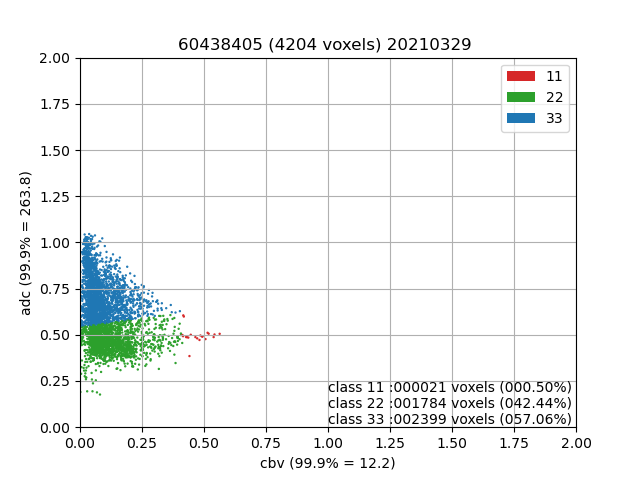 60438405 (4204 voxels) 20210329
2.00
1.75
1.50
1.25
1.00
0.75
0.50
0.25
0.00
adc (99.9% = 263.8)
11
22
33
class 11 :000021 voxels (000.50%)
class 22 :001784 voxels (042.44%)
class 33 :002399 voxels (057.06%)
0.00 0.25 0.50 0.75 1.00 1.25 1.50 1.75 2.00
cbv (99.9% = 12.2)